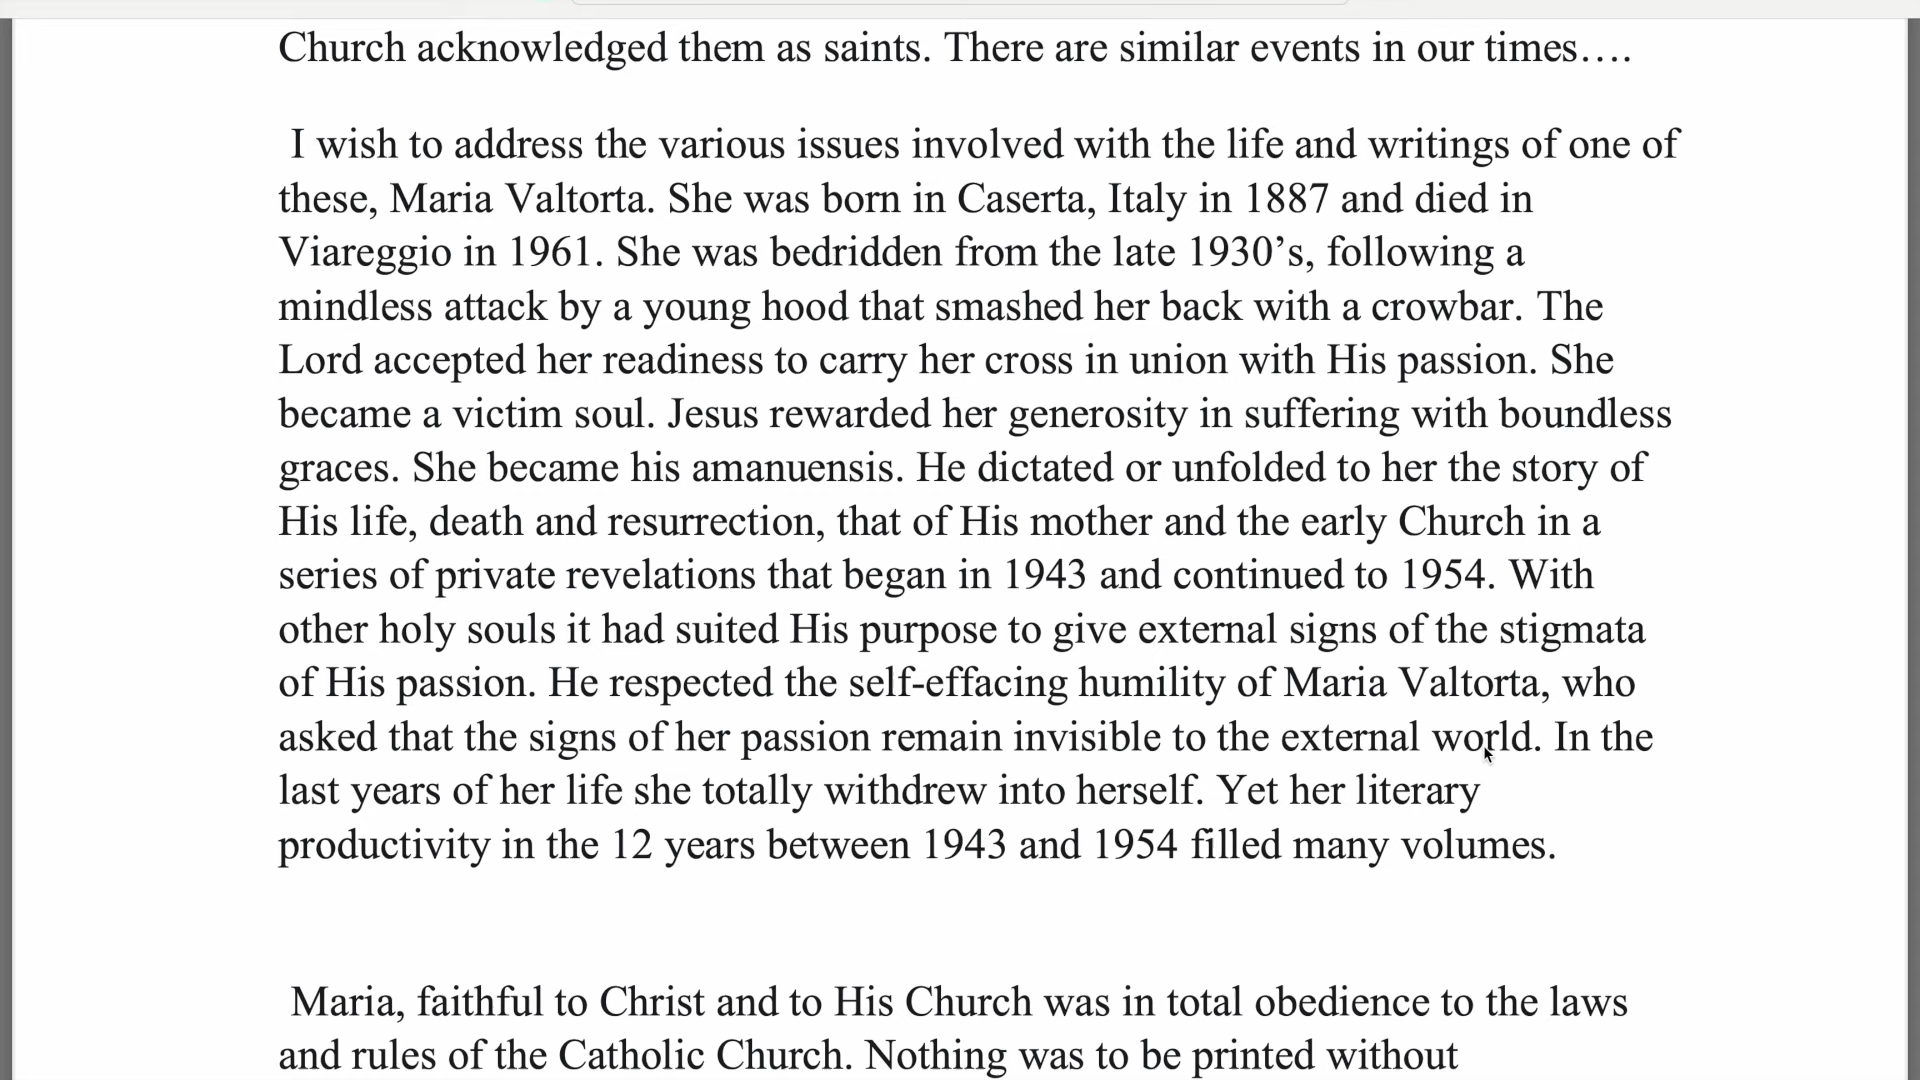 Church acknowledged them as saints. There are similar events in our times….
I wish to address the various issues involved with the life and writings of one of
these, Maria Valtorta. She was born in Caserta, Italy in 1887 and died in
Viareggio in 1961. She was bedridden from the late 1930’s, following a
mindless attack by a young hood that smashed her back with a crowbar. The
Lord accepted her readiness to carry her cross in union with His passion. She
became a victim soul. Jesus rewarded her generosity in suffering with boundless
graces. She became his amanuensis. He dictated or unfolded to her the story of
His life, death and resurrection, that of His mother and the early Church in a
series of private revelations that began in 1943 and continued to 1954. With
other holy souls it had suited His purpose to give external signs of the stigmata
of His passion. He respected the self-effacing humility of Maria Valtorta, who
asked that the signs of her passion remain invisible to the external world. In the
last years of her life she totally withdrew into herself. Yet her literary
productivity in the 12 years between 1943 and 1954 filled many volumes.
Maria, faithful to Christ and to His Church was in total obedience to the laws
and rules of the Catholic Church. Nothing was to be printed without